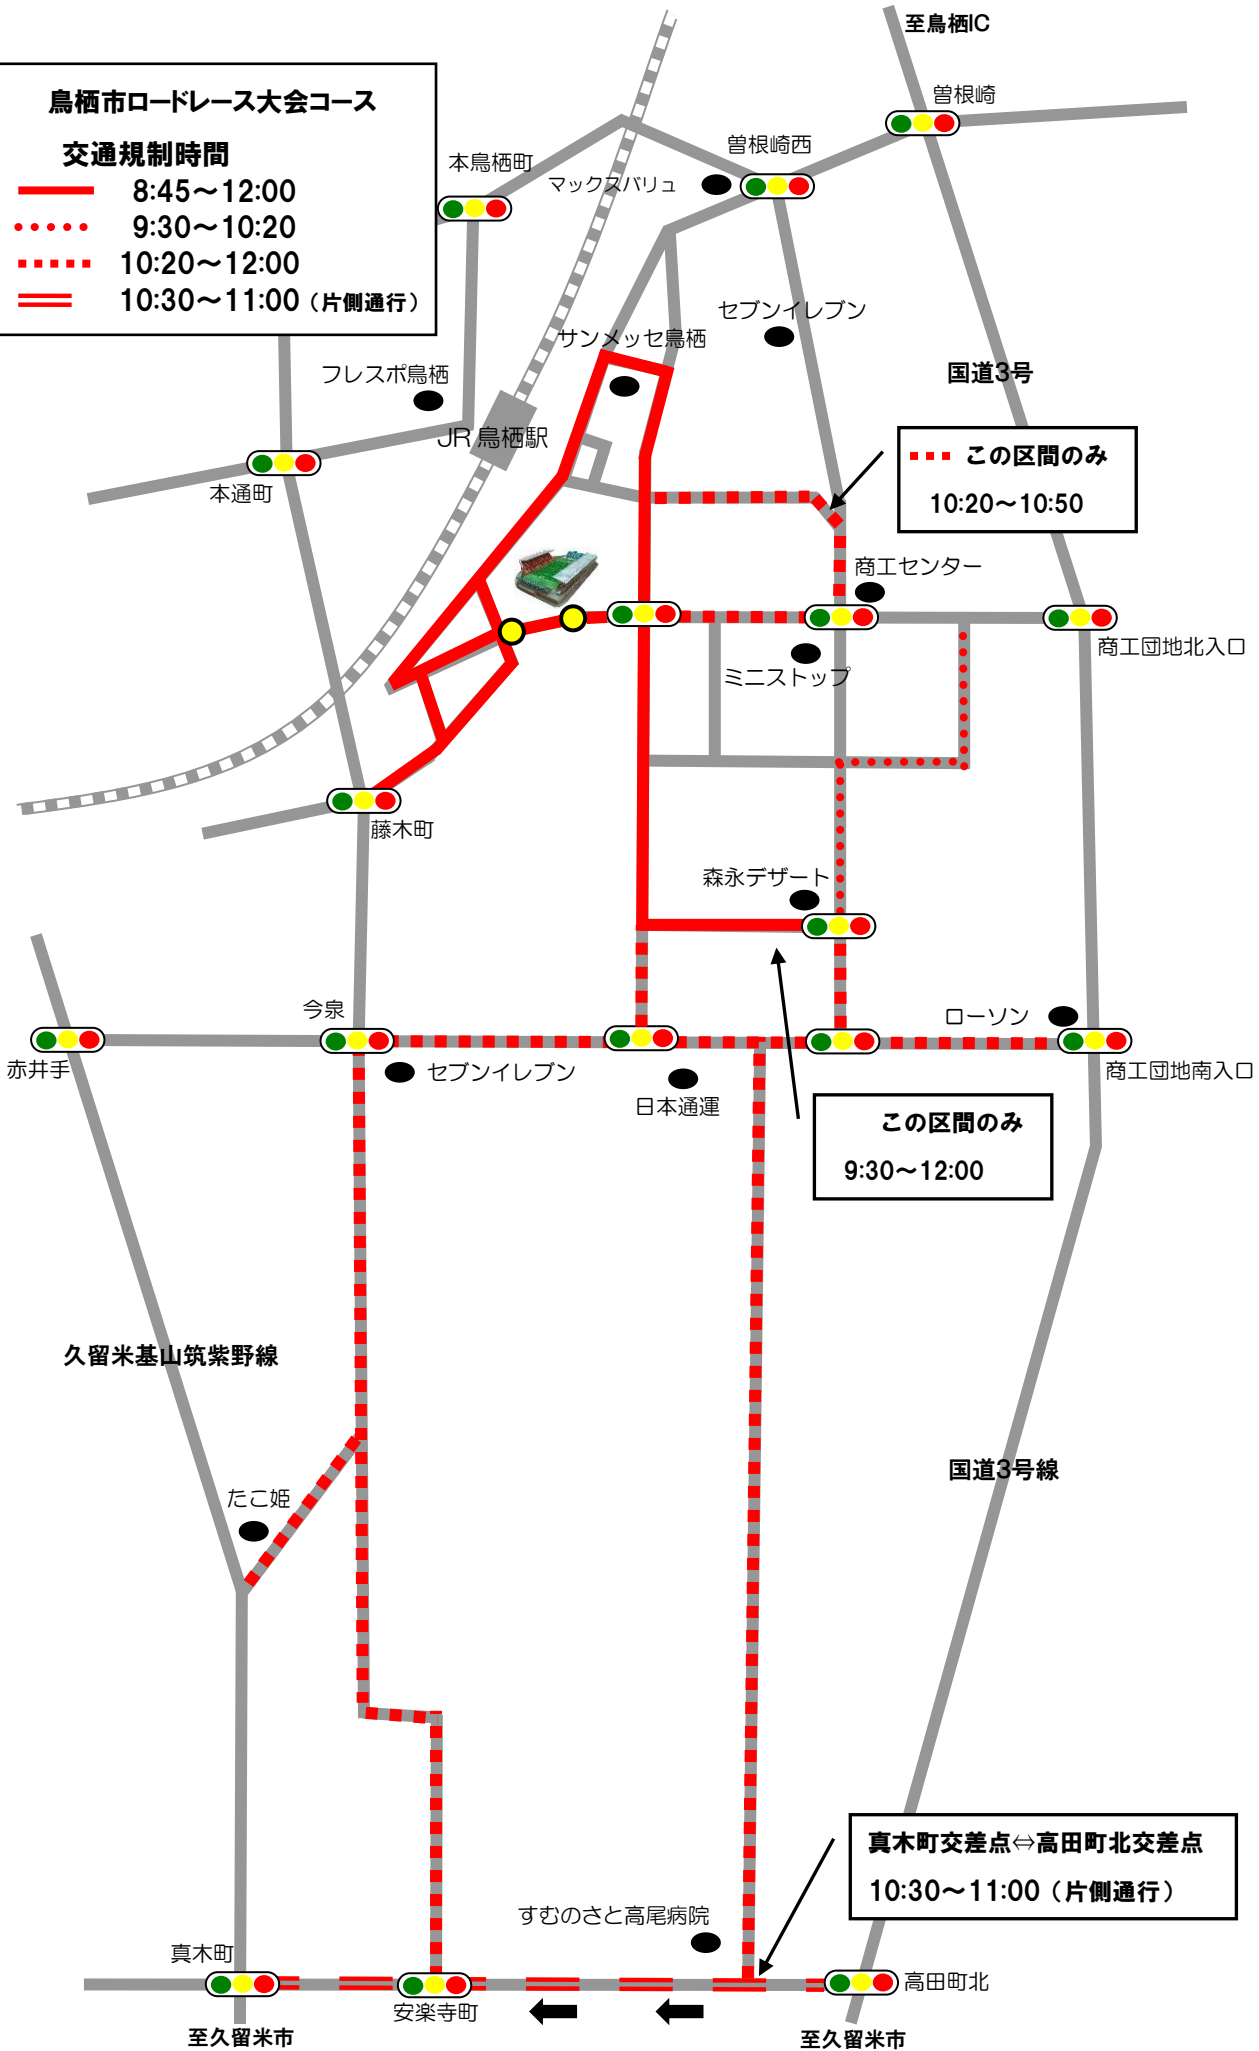 至鳥栖IC
鳥栖市ロードレース大会コース
交通規制時間
8:45～12:00
9:30～10:20
10:20～12:00
10:30～11:00（片側通行）
曽根崎
曽根崎西
本鳥栖町
マックスバリュ
セブンイレブン
サンメッセ鳥栖
国道3号
フレスポ鳥栖
JR 鳥栖駅
この区間のみ
10:20～10:50
本通町
商工センター
商工団地北入口
ミニストップ
藤木町
森永デザート
今泉
ローソン
赤井手
セブンイレブン
日本通運
商工団地南入口
この区間のみ
9:30～12:00
久留米基山筑紫野線
国道3号線
たこ姫
真木町交差点⇔高田町北交差点
10:30～11:00（片側通行）
すむのさと高尾病院
真木町
高田町北
安楽寺町
至久留米市
至久留米市